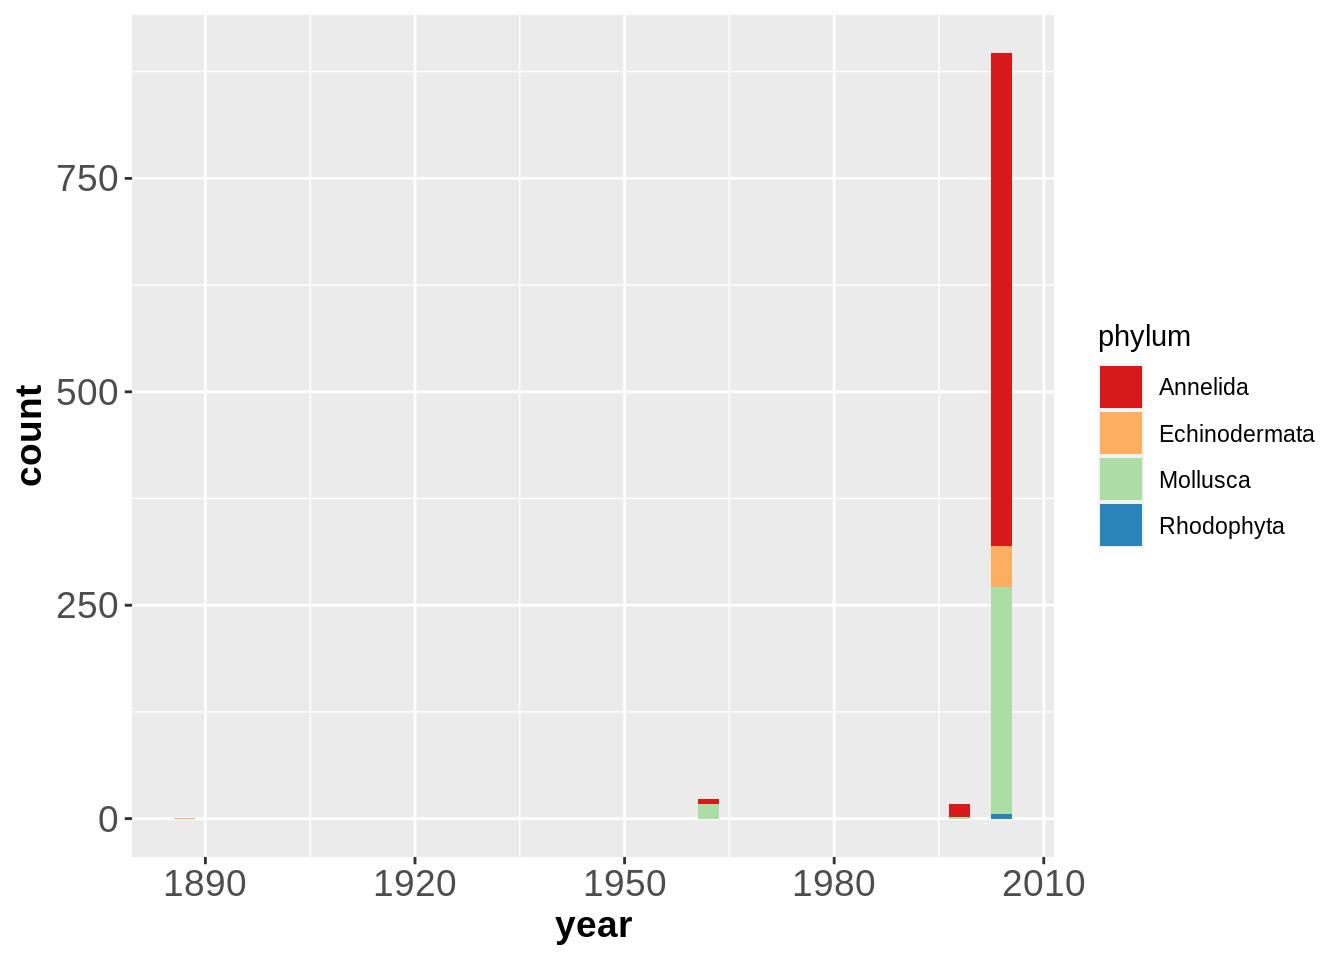 750
500
250
0
count
1890 1920 1950 1980 2010
year
phylum
Annelida
Echinodermata
Mollusca
Rhodophyta